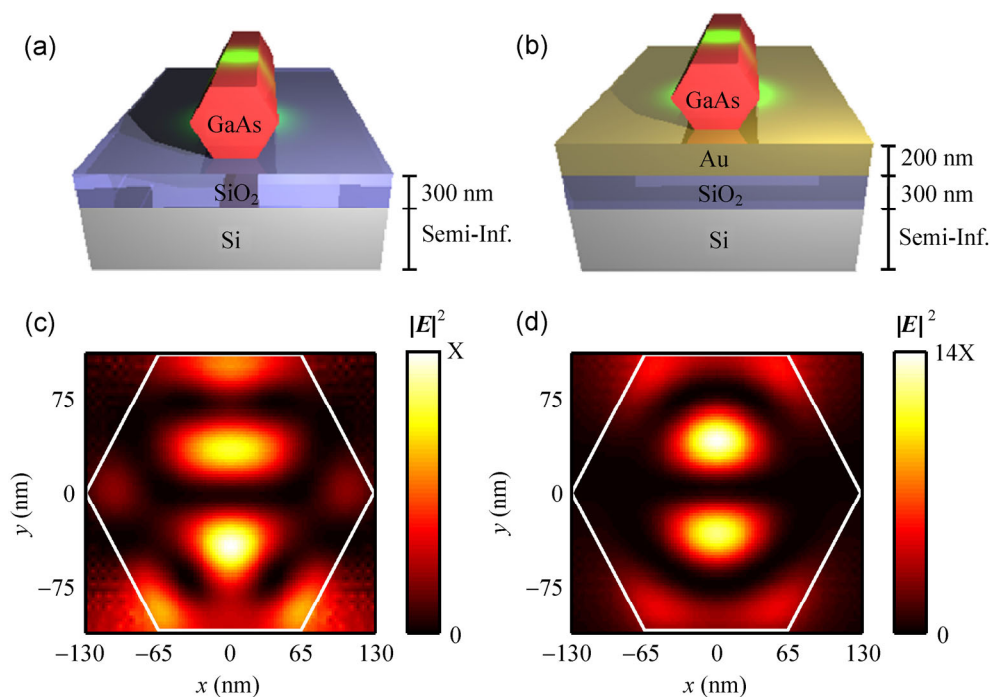 (a)
GaAs
SiO₂
300 nm
Si
Semi-Inf.
(b)
GaAs
Au
200 nm
SiO₂
300 nm
Si
Semi-Inf.
(c)
|E|²
X
0
75
0
−75
y (nm)
−130 −65 0 65 130
x (nm)
(d)
|E|²
14X
0
75
0
−75
y (nm)
−130 −65 0 65 130
x (nm)